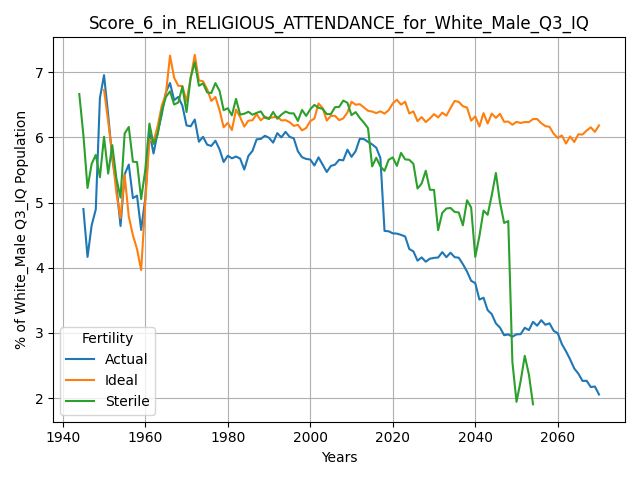 Score_6_in_RELIGIOUS_ATTENDANCE_for_White_Male_Q3_IQ
% of White_Male Q3_IQ Population
7
6
5
4
3
2
Fertility
Actual
Ideal
Sterile
1940 1960 1980 2000 2020 2040 2060
Years